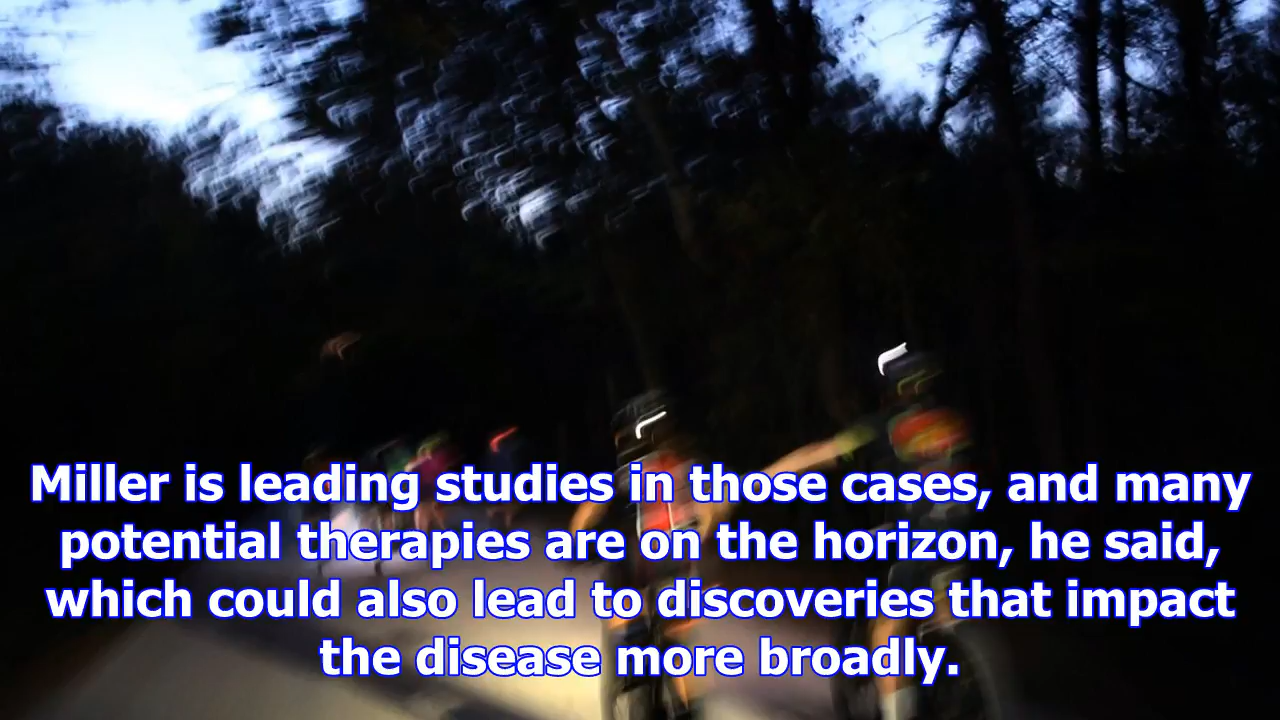 Miller is leading studies in those cases, and many
potential therapies are on the horizon, he said,
which could also lead to discoveries that impact
the disease more broadly.